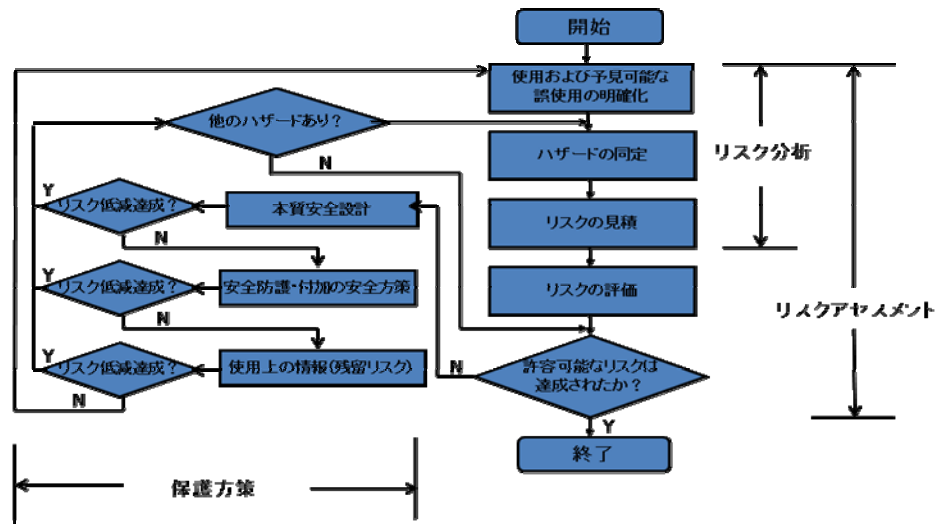 開始
使用および予見可能な
誤使用の明確化
他のハザードあり？
ハザードの同定
リスク分析
N
Y
リスク低減達成？
本質安全設計
リスクの見積
N
Y
リスク低減達成？
安全防護・付加の安全方策
リスクの評価
リスクアセスメント
N
Y
リスク低減達成？
使用上の情報(残留リスク)
N
許容可能なリスクは
達成されたか？
N
Y
終了
保護方策